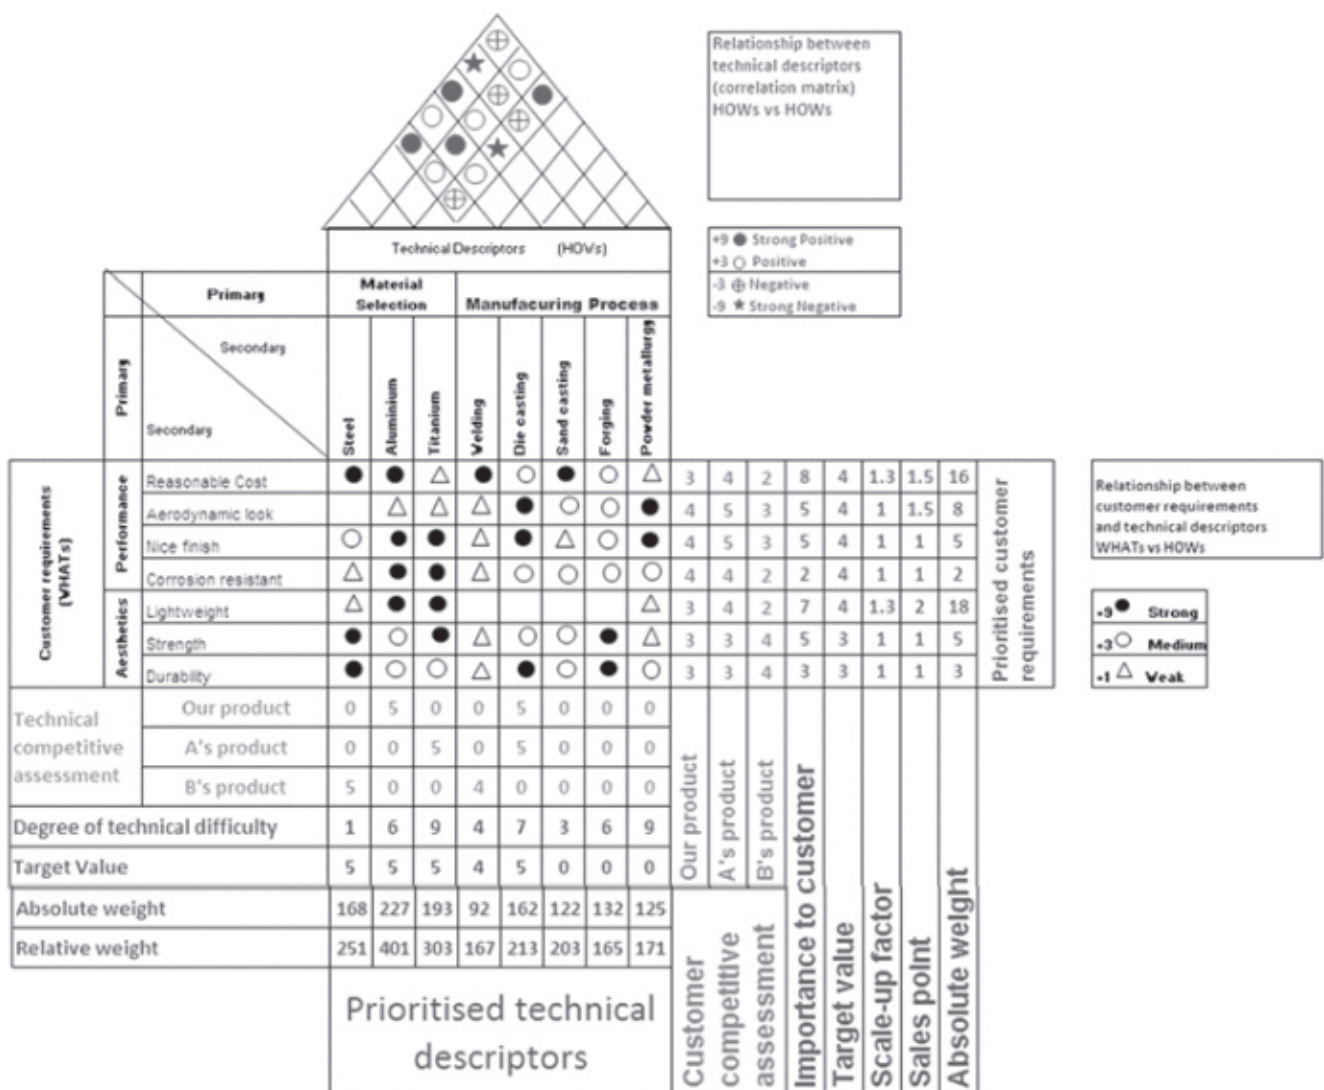 Relationship between
technical descriptors
(correlation matrix)
HOWs vs HOWs
+9 Strong Positive
+3 Positive
-3 Negative
-9 Strong Negative
Technical Descriptors (HOWs)
Primary
Material
Selection
Manufacuring Process
Secondary
Primary
Secondary
Steel
Aluminium
Titanium
Welding
Die casting
Sand casting
Forging
Powder metallurgy
Customer requirements
(WHATs)
Performance
Aesthetics
Reasonable Cost 3 4 2 8 4 1.3 1.5 16
Aerodynamic look 4 5 3 5 4 1 1.5 8
Nice finish 4 5 3 5 4 1 1 5
Corrosion resistant 4 4 2 2 4 1 1 2
Lightweight 3 4 2 7 4 1.3 2 18
Strength 3 3 4 5 3 1 1 5
Durability 3 3 4 3 3 1 1 3
Prioritised customer
requirements
Relationship between
customer requirements
and technical descriptors
WHATs vs HOWs
+9 Strong
+3 Medium
+1 Weak
Technical
competitive
assessment
Our product 0 5 0 0 5 0 0 0
A's product 0 0 5 0 5 0 0 0
B's product 5 0 0 4 0 0 0 0
Degree of technical difficulty 1 6 9 4 7 3 6 9
Target Value 5 5 5 4 5 0 0 0
Absolute weight 168 227 193 92 162 122 132 125
Relative weight 251 401 303 167 213 203 165 171
Prioritised technical
descriptors
Our product
A's product
B's product
Customer
competitive
assessment
Importance to customer
Target value
Scale-up factor
Sales point
Absolute weight